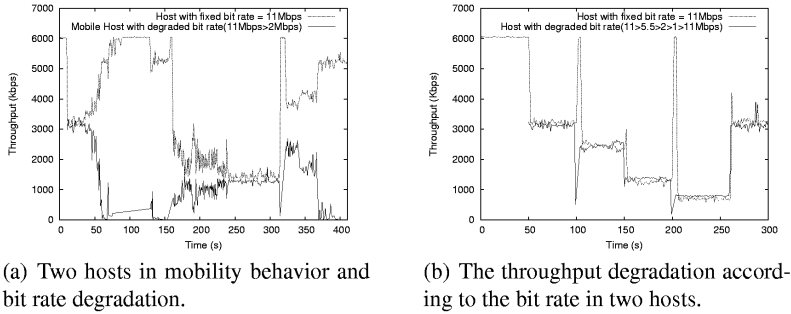 Host with fixed bit rate = 11Mbps
Mobile Host with degraded bit rate(11Mbps>2Mbps)
7000
6000
5000
4000
3000
2000
1000
0
Throughput (kbps)
0 50 100 150 200 250 300 350 400
Time (s)
(a) Two hosts in mobility behavior and
bit rate degradation.
Host with fixed bit rate = 11Mbps
Host with degraded bit rate(11>5.5>2>1>11Mbps)
7000
6000
5000
4000
3000
2000
1000
0
Throughput (Kbps)
0 50 100 150 200 250 300
Time (s)
(b) The throughput degradation accord-
ing to the bit rate in two hosts.